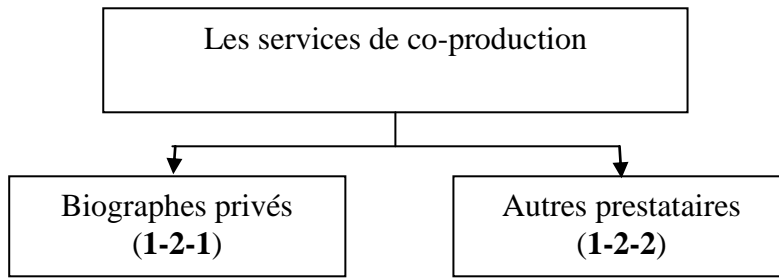 Les services de co-production
Biographes privés
(1-2-1)
Autres prestataires
(1-2-2)